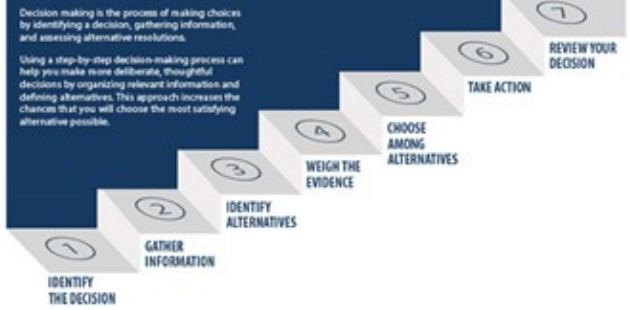 Decision making is the process of making choices
by identifying a decision, gathering information,
and assessing alternative resolutions.
Using a step-by-step decision-making process can
help you make more deliberate, thoughtful
decisions by organizing relevant information and
defining alternatives. This approach increases the
chances that you will choose the most satisfying
alternative possible.
1
IDENTIFY
THE DECISION
2
GATHER
INFORMATION
3
IDENTIFY
ALTERNATIVES
4
WEIGH THE
EVIDENCE
5
CHOOSE
AMONG
ALTERNATIVES
6
TAKE ACTION
7
REVIEW YOUR
DECISION